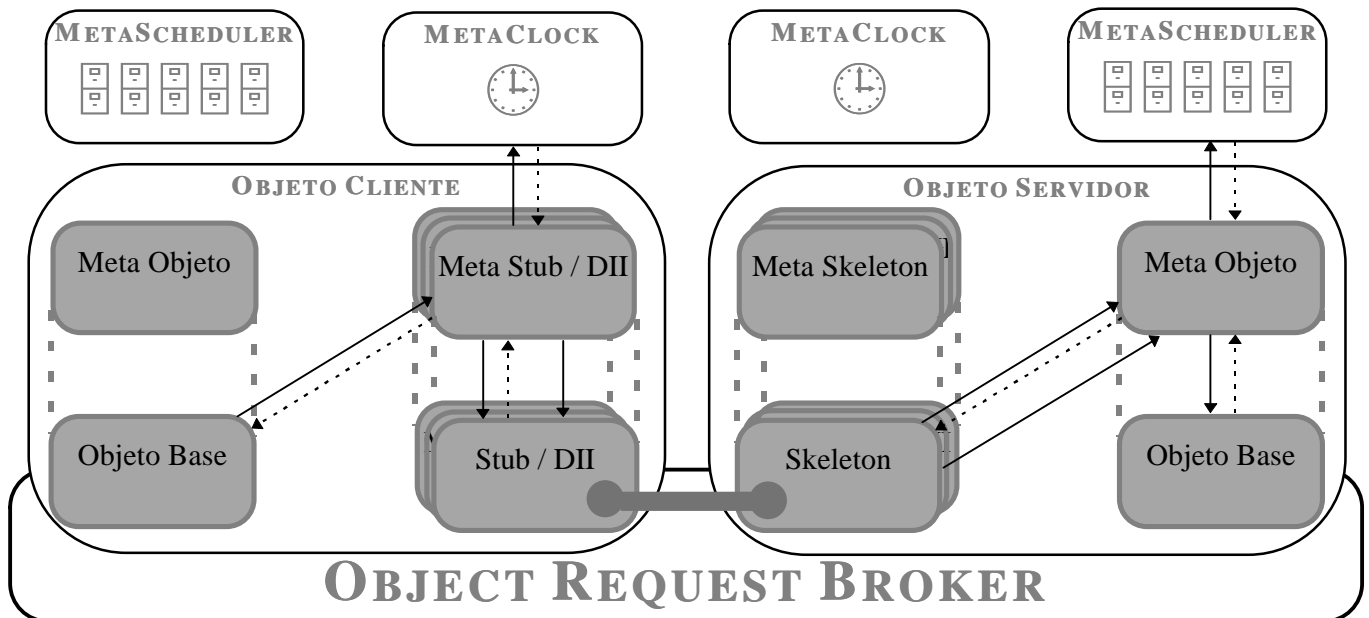 METASCHEDULER
METACLOCK
METACLOCK
METASCHEDULER
OBJETO CLIENTE
OBJETO SERVIDOR
Meta Objeto
Meta Stub / DII
Meta Skeleton
Meta Objeto
Objeto Base
Stub / DII
Skeleton
Objeto Base
OBJECT REQUEST BROKER